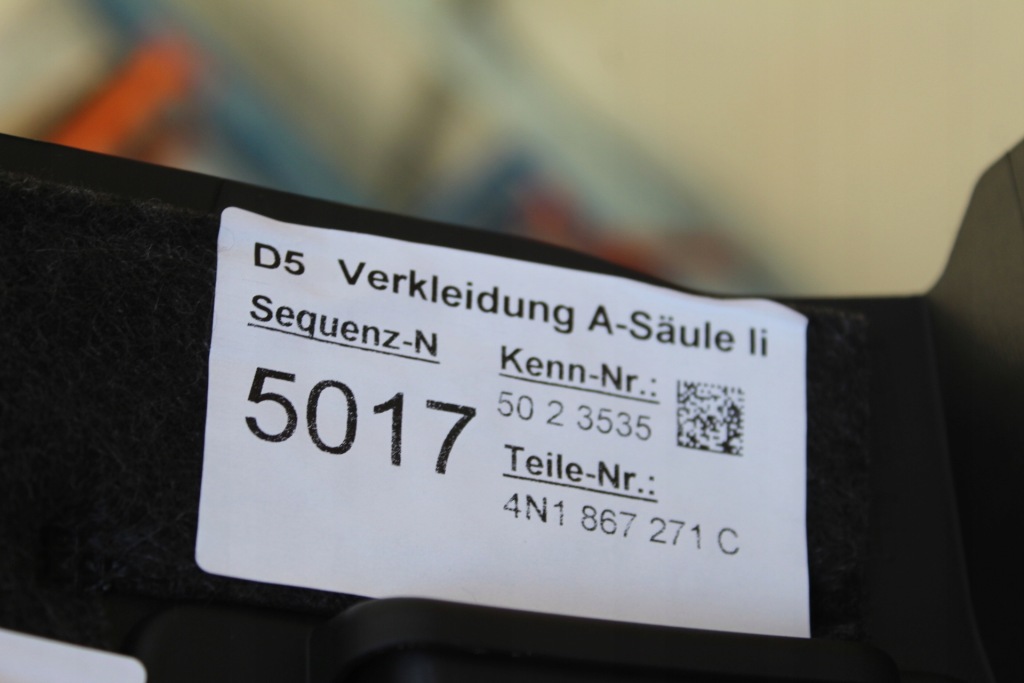 D5 Verkleidung A-Säule li
Sequenz-N
5017
Kenn-Nr.:
50 2 3535
Teile-Nr.:
4N1 867 271 C